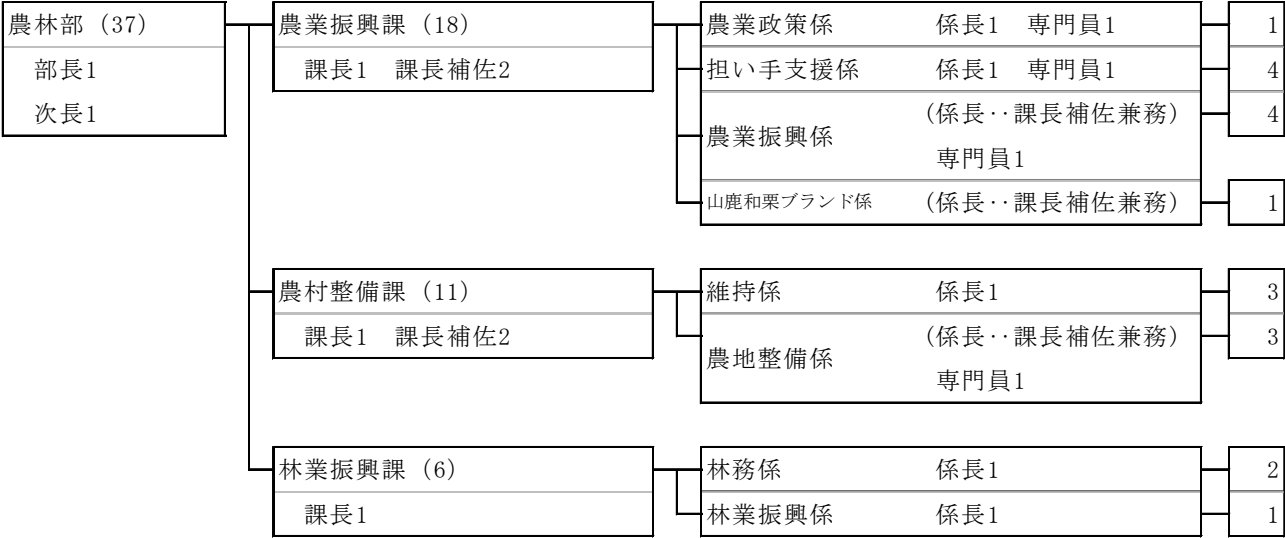 農林部 (37)
部長1
次長1
農業振興課 (18)
課長1 課長補佐2
農業政策係 係長1 専門員1 1
担い手支援係 係長1 専門員1 4
農業振興係 (係長‥課長補佐兼務) 4
専門員1
山鹿和栗ブランド係 (係長‥課長補佐兼務) 1
農村整備課 (11)
課長1 課長補佐2
維持係 係長1 3
農地整備係 (係長‥課長補佐兼務) 3
専門員1
林業振興課 (6)
課長1
林務係 係長1 2
林業振興係 係長1 1